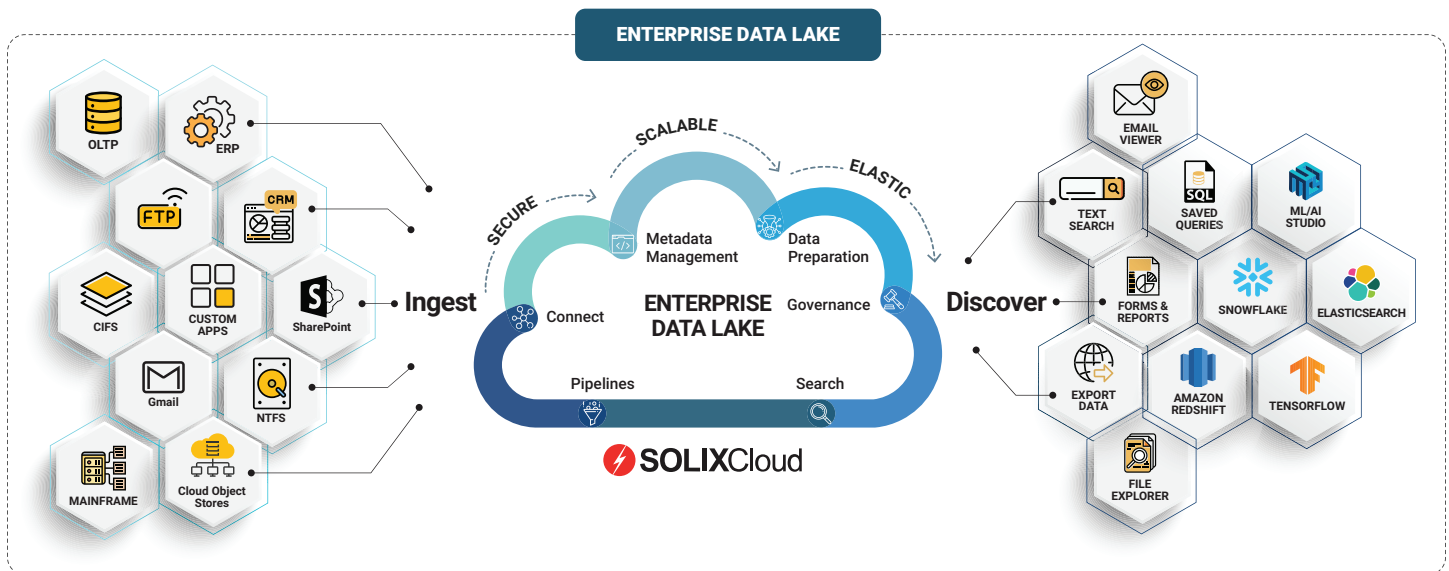 ENTERPRISE DATA LAKE
OLTP
ERP
FTP
CRM
CIFS
CUSTOM
APPS
SharePoint
Gmail
NTFS
MAINFRAME
Cloud Object
Stores
Ingest
SECURE
SCALABLE
ELASTIC
Connect
Metadata
Management
Data
Preparation
Governance
ENTERPRISE
DATA LAKE
Pipelines
Search
SOLIXCloud
Discover
EMAIL
VIEWER
TEXT
SEARCH
SQL
SAVED
QUERIES
ML/AI
STUDIO
FORMS &
REPORTS
SNOWFLAKE
ELASTICSEARCH
EXPORT
DATA
AMAZON
REDSHIFT
TENSORFLOW
FILE
EXPLORER